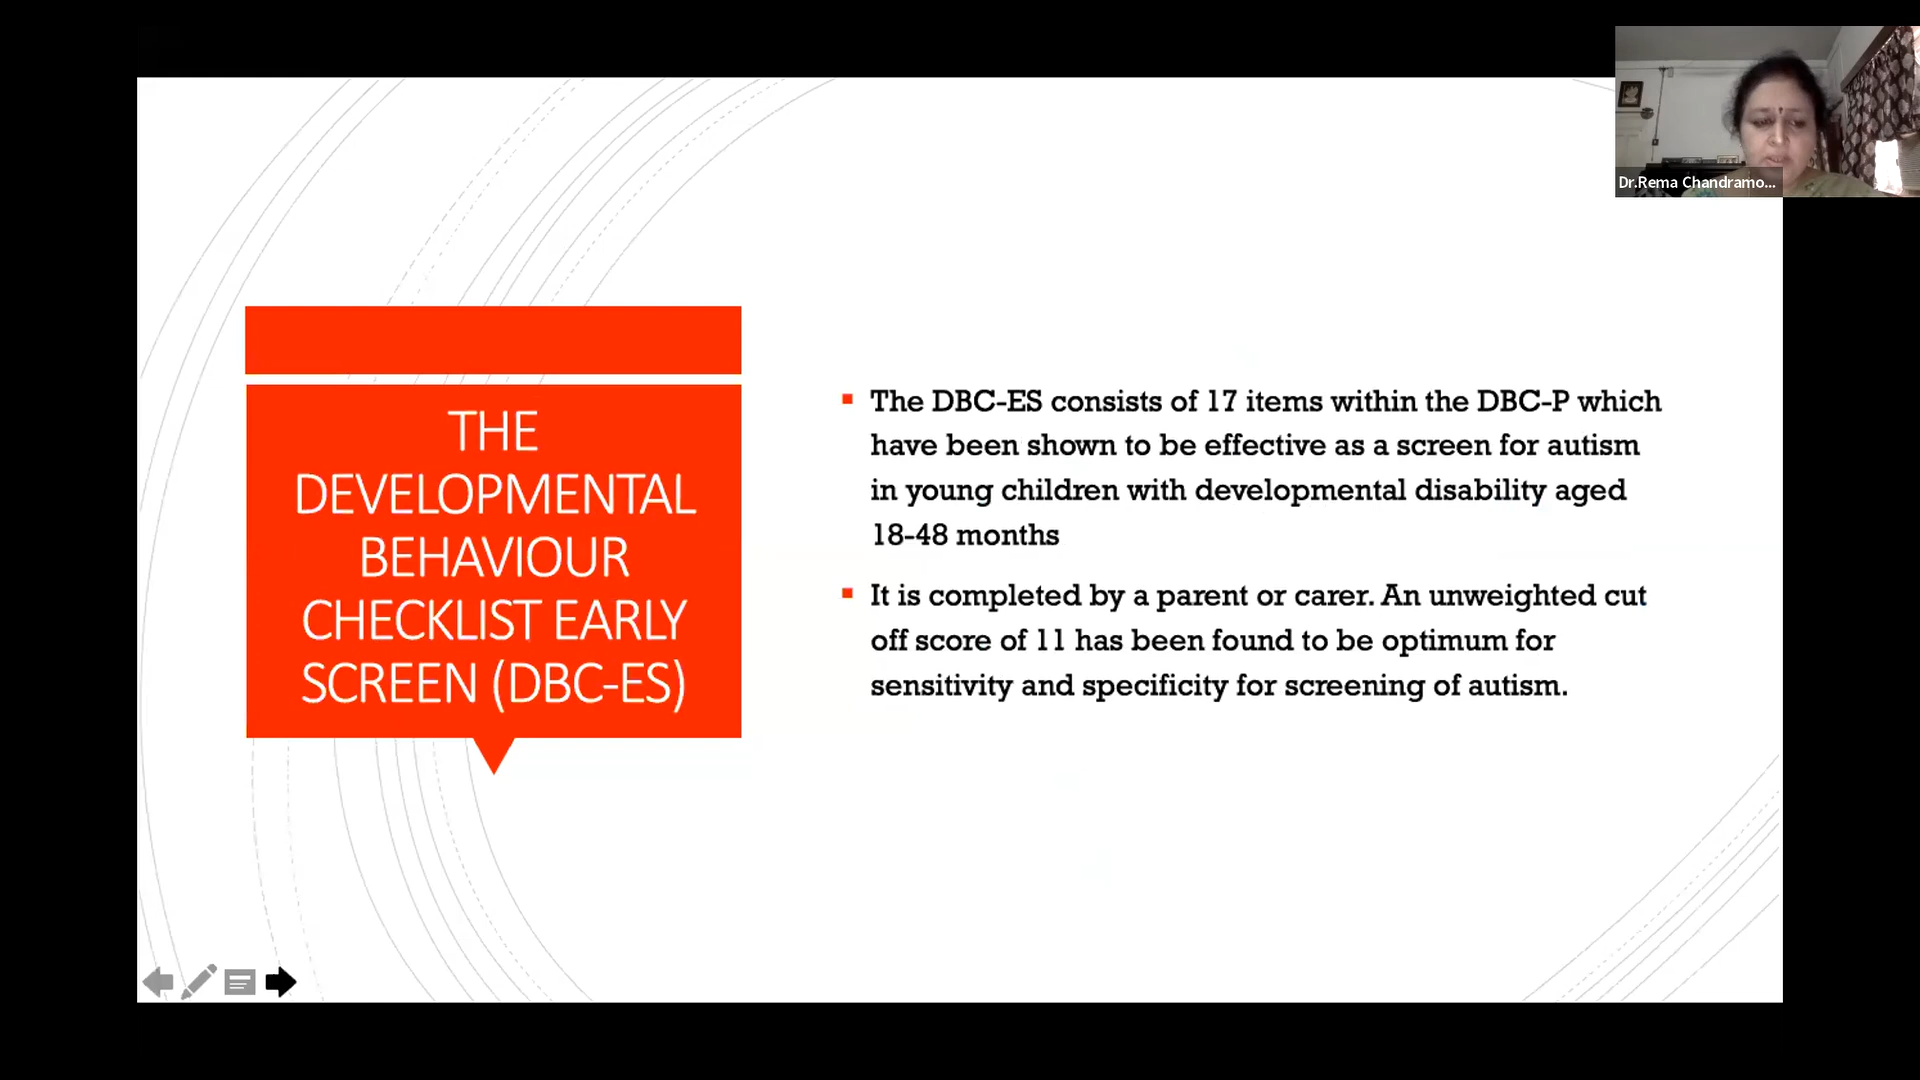 Dr.Rema Chandramo...
THE
DEVELOPMENTAL
BEHAVIOUR
CHECKLIST EARLY
SCREEN (DBC-ES)
The DBC-ES consists of 17 items within the DBC-P which
have been shown to be effective as a screen for autism
in young children with developmental disability aged
18-48 months
It is completed by a parent or carer. An unweighted cut
off score of 11 has been found to be optimum for
sensitivity and specificity for screening of autism.